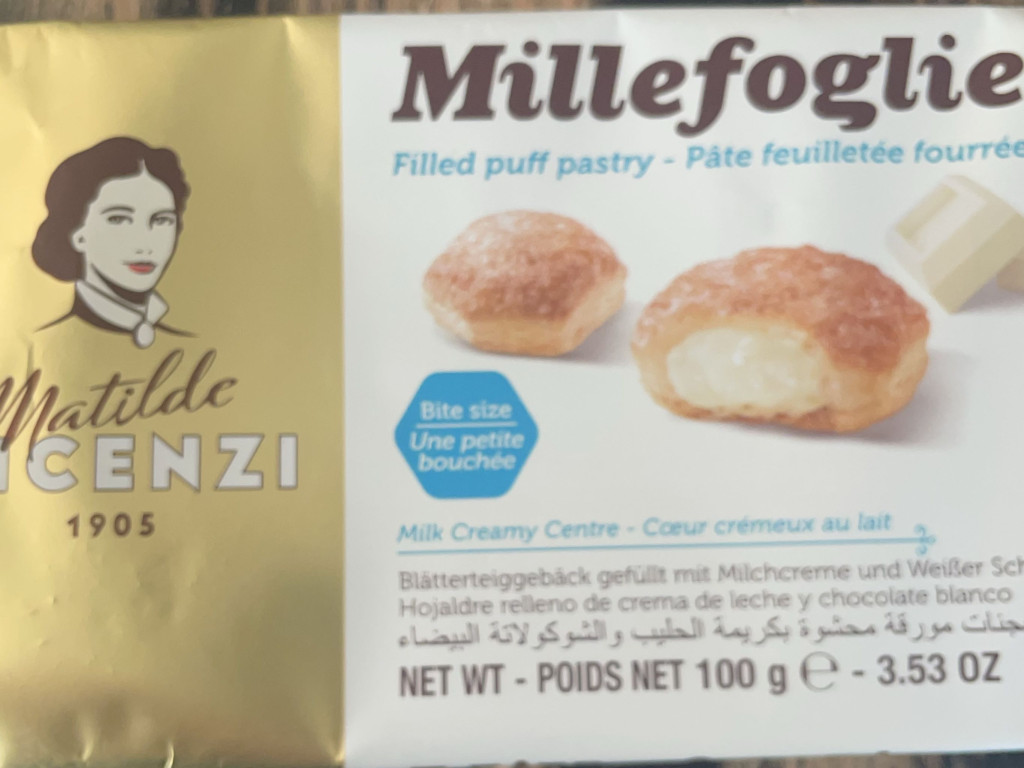 Millefoglie
Filled puff pastry - Pâte feuilletée fourrée
Matilde
CENZI
1905
Bite size
Une petite
bouchée
Milk Creamy Centre - Cœur crémeux au lait
Blätterteiggebäck gefüllt mit Milchcreme und Weißer Sch
Hojaldre relleno de crema de leche y chocolate blanco
جنات مورقة محشوة بكريمة الحليب والشوكولاتة البيضاء
NET WT - POIDS NET 100 g ℮ - 3.53 OZ